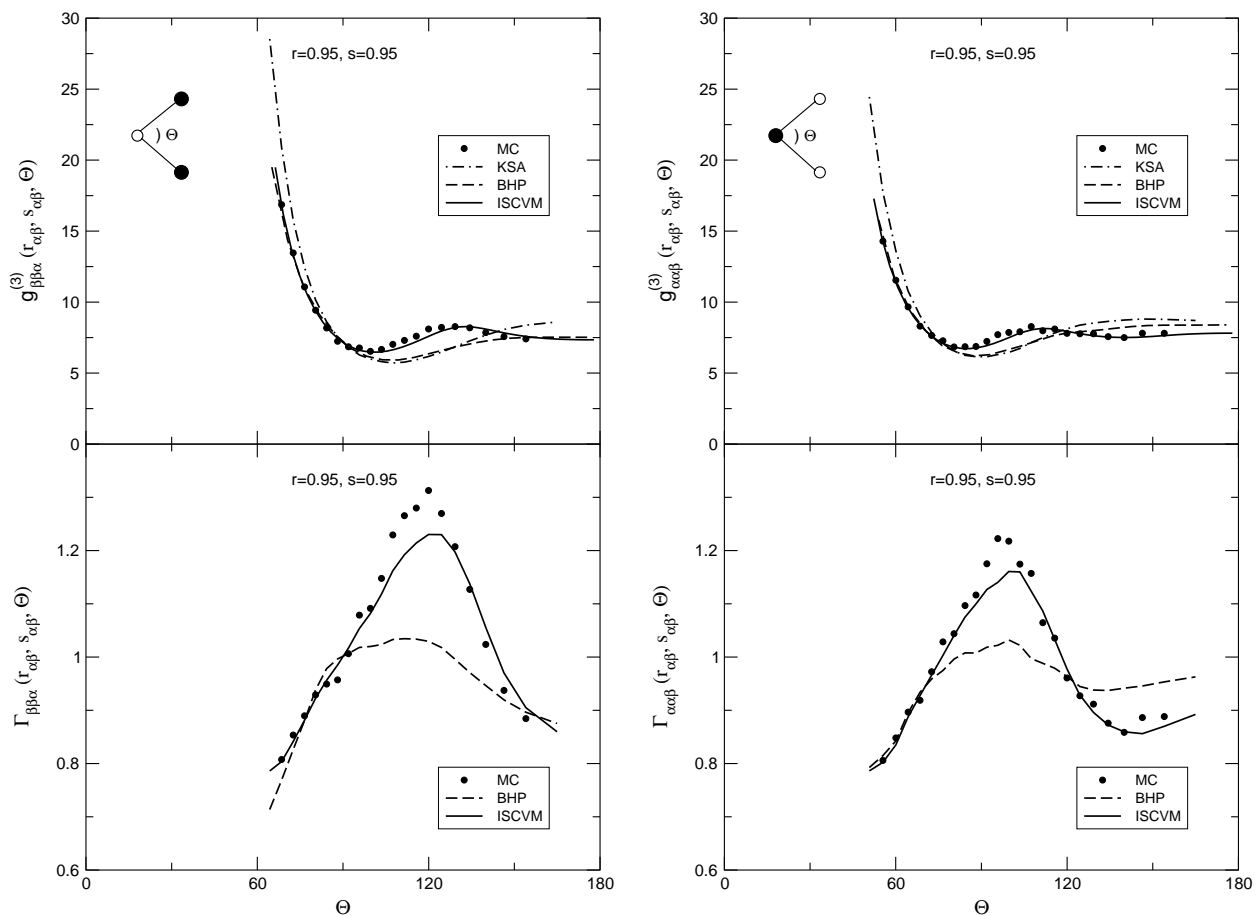 30
25
20
15
10
5
0
g(3)ββα (rαβ, sαβ, Θ)
r=0.95, s=0.95
) Θ
MC
KSA
BHP
ISCVM
g(3)ααβ (rαβ, sαβ, Θ)
30
25
20
15
10
5
0
r=0.95, s=0.95
) Θ
MC
KSA
BHP
ISCVM
Γββα (rαβ, sαβ, Θ)
1.2
1
0.8
0.6
r=0.95, s=0.95
MC
BHP
ISCVM
0
60
120
180
Θ
Γααβ (rαβ, sαβ, Θ)
1.2
1
0.8
0.6
r=0.95, s=0.95
MC
BHP
ISCVM
0
60
120
180
Θ